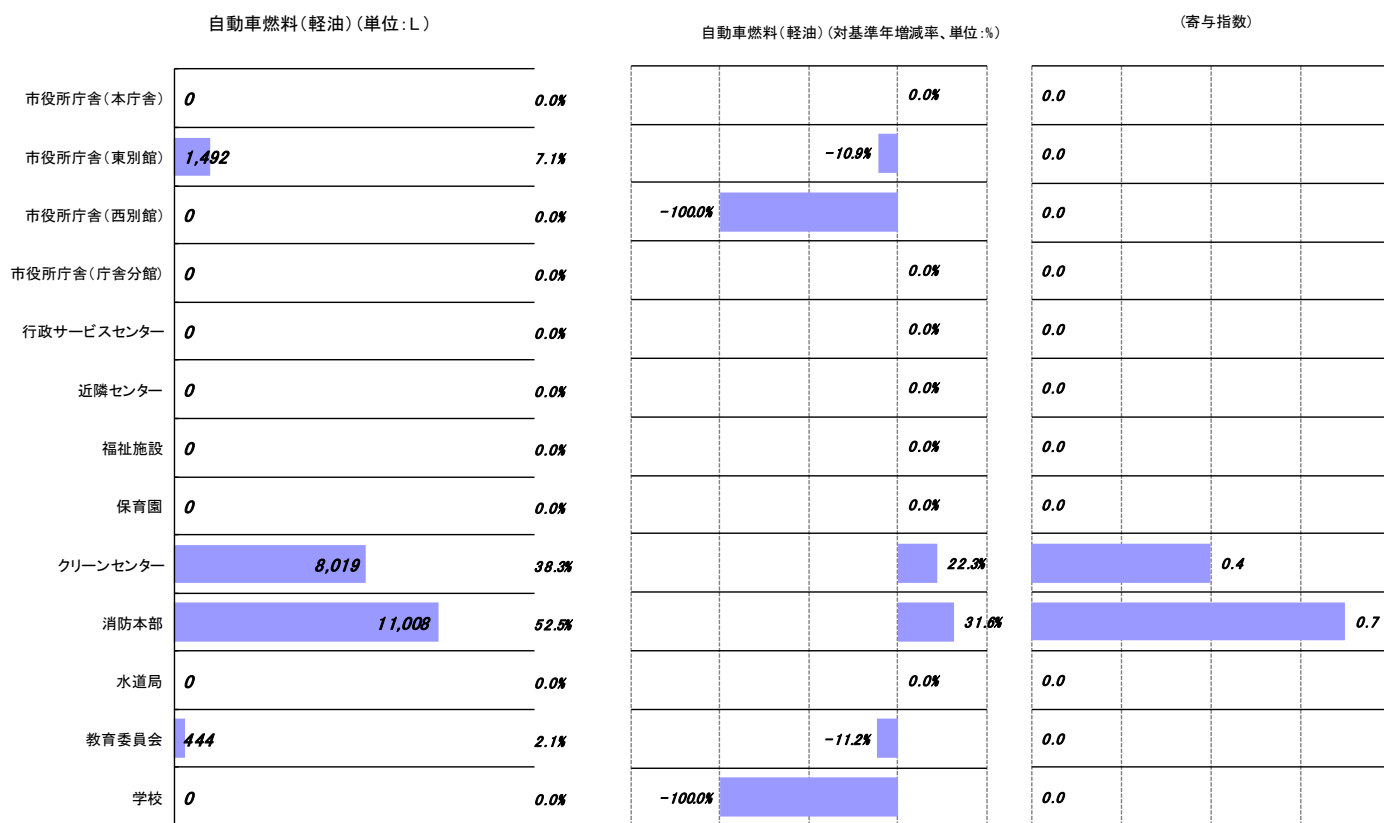 自動車燃料(軽油)(単位:L)
自動車燃料(軽油)(対基準年増減率、単位:%)
(寄与指数)
市役所庁舎(本庁舎) 0 0.0% 0.0% 0.0
市役所庁舎(東別館) 1,492 7.1% -10.9% 0.0
市役所庁舎(西別館) 0 0.0% -100.0% 0.0
市役所庁舎(庁舎分館) 0 0.0% 0.0% 0.0
行政サービスセンター 0 0.0% 0.0% 0.0
近隣センター 0 0.0% 0.0% 0.0
福祉施設 0 0.0% 0.0% 0.0
保育園 0 0.0% 0.0% 0.0
クリーンセンター 8,019 38.3% 22.3% 0.4
消防本部 11,008 52.5% 31.6% 0.7
水道局 0 0.0% 0.0% 0.0
教育委員会 444 2.1% -11.2% 0.0
学校 0 0.0% -100.0% 0.0